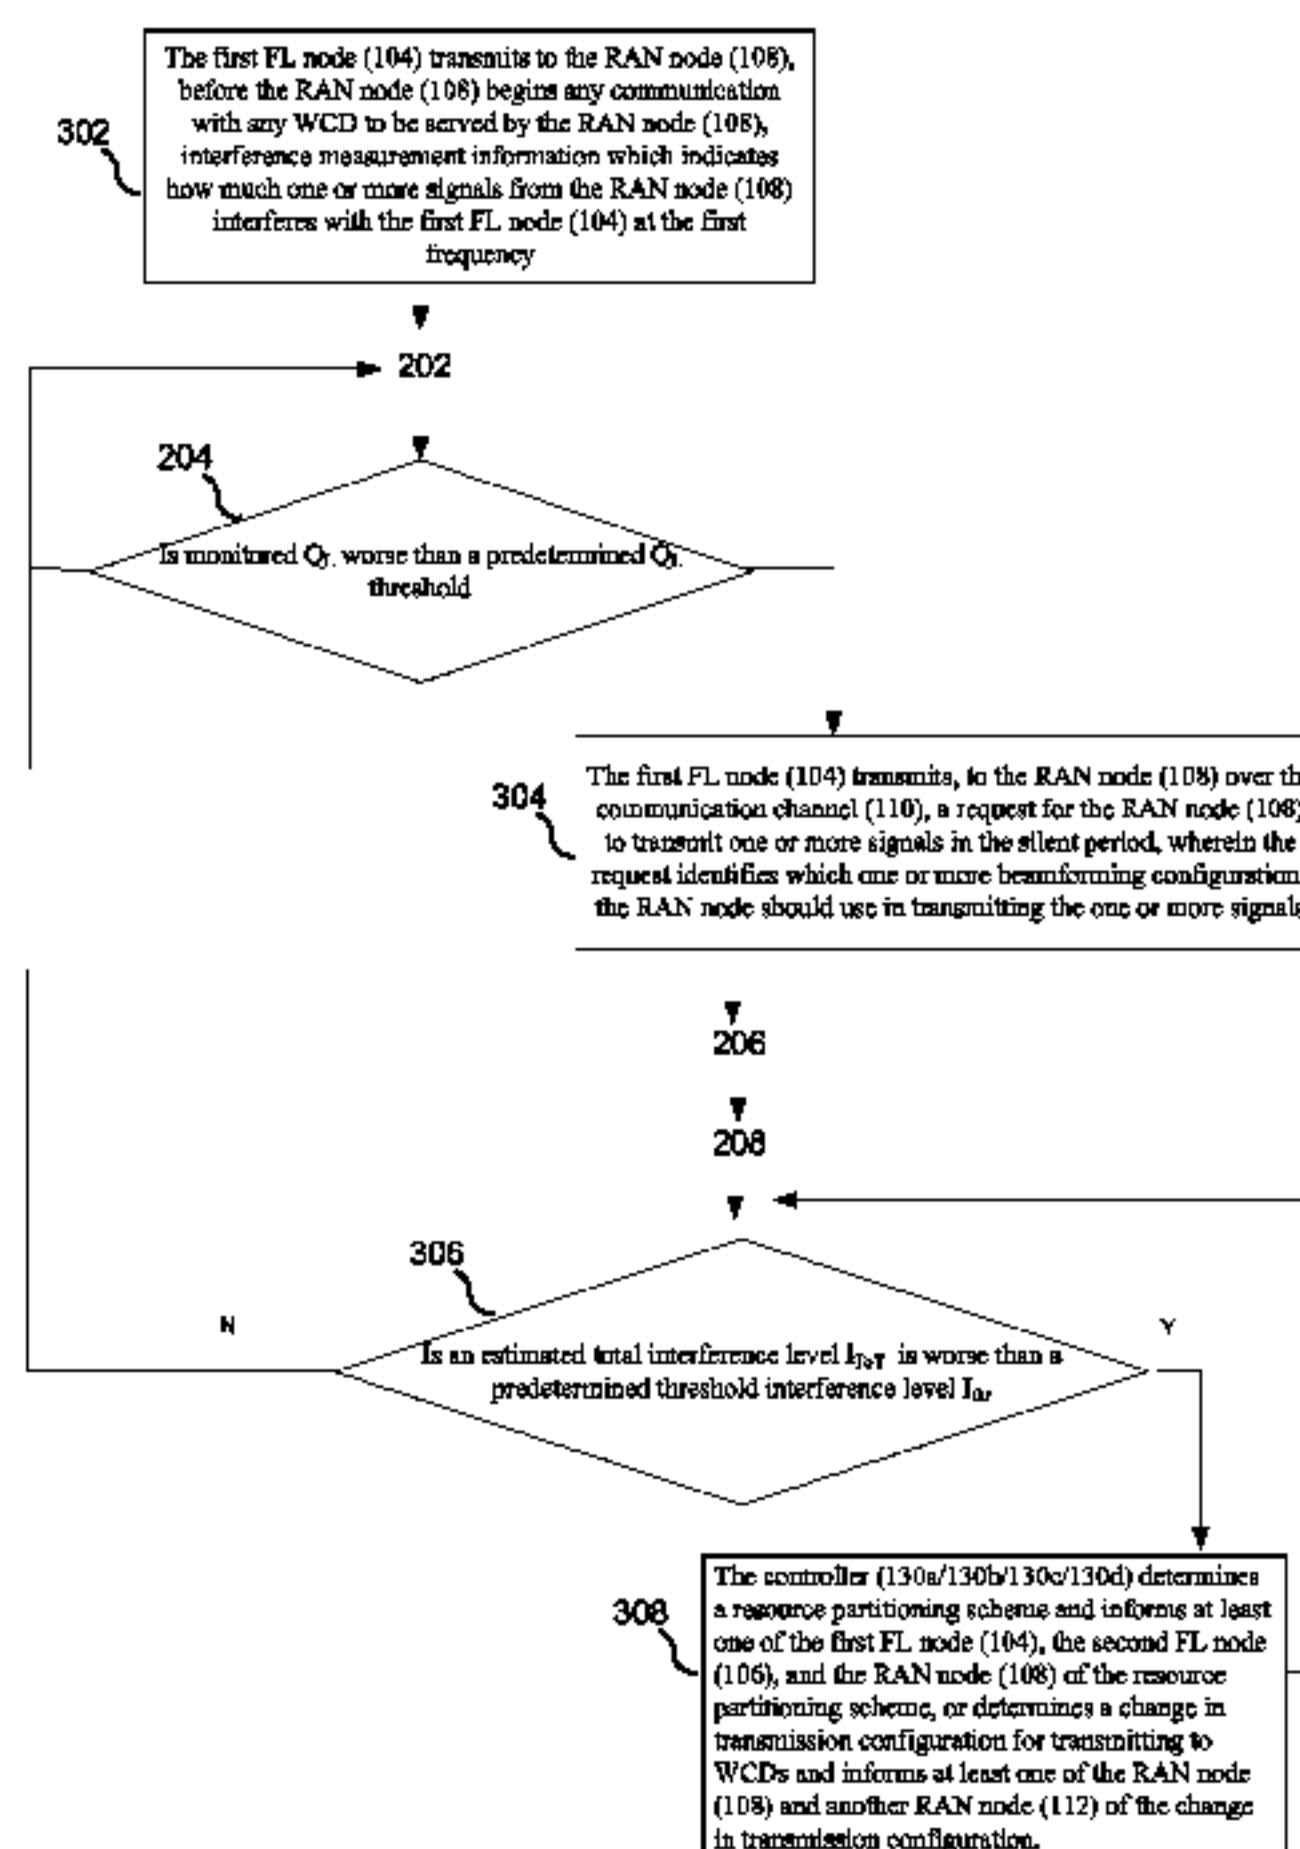 The first FL node (104) transmits to the RAN node (108),
before the RAN node (108) begins any communication
with any WCD to be served by the RAN node (108),
interference measurement information which indicates
how much one or more signals from the RAN node (108)
interferes with the first FL node (104) at the first
frequency
302
202
204
Is monitored Q_L worse than a predetermined Q_L
threshold
304
The first FL node (104) transmits, to the RAN node (108) over th
communication channel (110), a request for the RAN node (108)
to transmit one or more signals in the silent period, wherein the
request identifies which one or more beamforming configuration
the RAN node should use in transmitting the one or more signals
206
208
306
N
Y
Is an estimated total interference level I_ToT is worse than a
predetermined threshold interference level I_thr
308
The controller (130a/130b/130c/130d) determines
a resource partitioning scheme and informs at least
one of the first FL node (104), the second FL node
(106), and the RAN node (108) of the resource
partitioning scheme, or determines a change in
transmission configuration for transmitting to
WCDs and informs at least one of the RAN node
(108) and another RAN node (112) of the change
in transmission configuration.